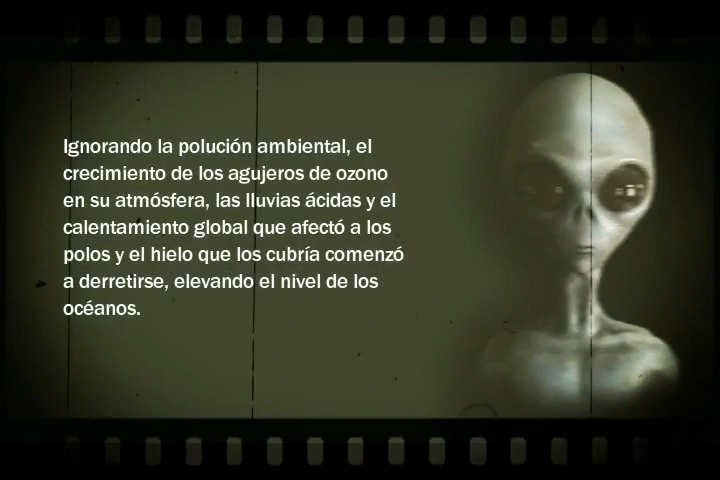 Ignorando la polución ambiental, el
crecimiento de los agujeros de ozono
en su atmósfera, las lluvias ácidas y el
calentamiento global que afectó a los
polos y el hielo que los cubría comenzó
a derretirse, elevando el nivel de los
océanos.